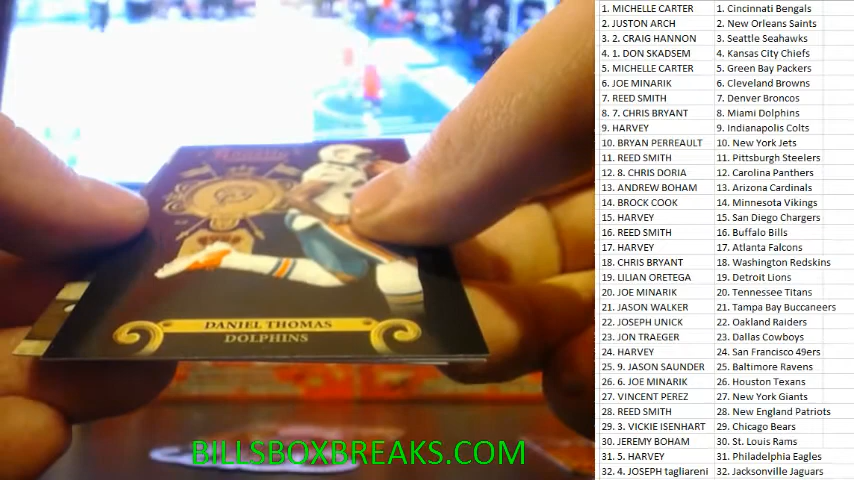 DANIEL THOMAS
DOLPHINS
BILLSBOXBREAKS.COM
1. MICHELLE CARTER 1. Cincinnati Bengals
2. JUSTON ARCH 2. New Orleans Saints
3. 2. CRAIG HANNON 3. Seattle Seahawks
4. 1. DON SKADSEM 4. Kansas City Chiefs
5. MICHELLE CARTER 5. Green Bay Packers
6. JOE MINARIK 6. Cleveland Browns
7. REED SMITH 7. Denver Broncos
8. 7. CHRIS BRYANT 8. Miami Dolphins
9. HARVEY 9. Indianapolis Colts
10. BRYAN PERREAULT 10. New York Jets
11. REED SMITH 11. Pittsburgh Steelers
12. 8. CHRIS DORIA 12. Carolina Panthers
13. ANDREW BOHAM 13. Arizona Cardinals
14. BROCK COOK 14. Minnesota Vikings
15. HARVEY 15. San Diego Chargers
16. REED SMITH 16. Buffalo Bills
17. HARVEY 17. Atlanta Falcons
18. CHRIS BRYANT 18. Washington Redskins
19. LILIAN ORETEGA 19. Detroit Lions
20. JOE MINARIK 20. Tennessee Titans
21. JASON WALKER 21. Tampa Bay Buccaneers
22. JOSEPH UNICK 22. Oakland Raiders
23. JON TRAEGER 23. Dallas Cowboys
24. HARVEY 24. San Francisco 49ers
25. 9. JASON SAUNDER 25. Baltimore Ravens
26. 6. JOE MINARIK 26. Houston Texans
27. VINCENT PEREZ 27. New York Giants
28. REED SMITH 28. New England Patriots
29. 3. VICKIE ISENHART 29. Chicago Bears
30. JEREMY BOHAM 30. St. Louis Rams
31. 5. HARVEY 31. Philadelphia Eagles
32. 4. JOSEPH tagliareni 32. Jacksonville Jaguars